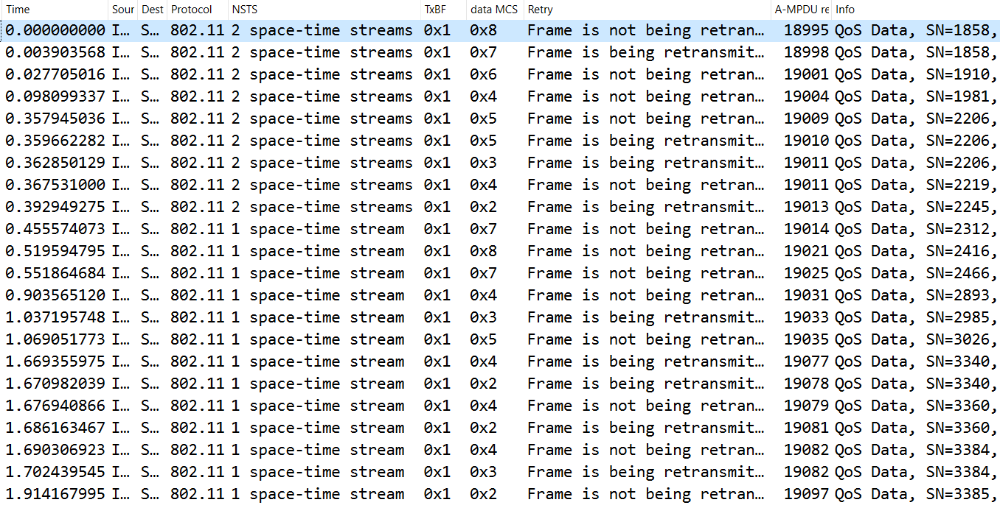 Time Sour Dest Protocol NSTS TxBF data MCS Retry A-MPDU re Info
0.000000000 I… S… 802.11 2 space-time streams 0x1 0x8 Frame is not being retran… 18995 QoS Data, SN=1858,
0.003903568 I… S… 802.11 2 space-time streams 0x1 0x7 Frame is being retransmit… 18998 QoS Data, SN=1858,
0.027705016 I… S… 802.11 2 space-time streams 0x1 0x6 Frame is not being retran… 19001 QoS Data, SN=1910,
0.098099337 I… S… 802.11 2 space-time streams 0x1 0x4 Frame is not being retran… 19004 QoS Data, SN=1981,
0.357945036 I… S… 802.11 2 space-time streams 0x1 0x5 Frame is not being retran… 19009 QoS Data, SN=2206,
0.359662282 I… S… 802.11 2 space-time streams 0x1 0x5 Frame is being retransmit… 19010 QoS Data, SN=2206,
0.362850129 I… S… 802.11 2 space-time streams 0x1 0x3 Frame is being retransmit… 19011 QoS Data, SN=2206,
0.367531000 I… S… 802.11 2 space-time streams 0x1 0x4 Frame is not being retran… 19011 QoS Data, SN=2219,
0.392949275 I… S… 802.11 2 space-time streams 0x1 0x2 Frame is being retransmit… 19013 QoS Data, SN=2245,
0.455574073 I… S… 802.11 1 space-time stream 0x1 0x7 Frame is not being retran… 19014 QoS Data, SN=2312,
0.519594795 I… S… 802.11 1 space-time stream 0x1 0x8 Frame is not being retran… 19021 QoS Data, SN=2416,
0.551864684 I… S… 802.11 1 space-time stream 0x1 0x7 Frame is not being retran… 19025 QoS Data, SN=2466,
0.903565120 I… S… 802.11 1 space-time stream 0x1 0x4 Frame is not being retran… 19031 QoS Data, SN=2893,
1.037195748 I… S… 802.11 1 space-time stream 0x1 0x3 Frame is being retransmit… 19033 QoS Data, SN=2985,
1.069051773 I… S… 802.11 1 space-time stream 0x1 0x5 Frame is not being retran… 19035 QoS Data, SN=3026,
1.669355975 I… S… 802.11 1 space-time stream 0x1 0x4 Frame is being retransmit… 19077 QoS Data, SN=3340,
1.670982039 I… S… 802.11 1 space-time stream 0x1 0x2 Frame is being retransmit… 19078 QoS Data, SN=3340,
1.676940866 I… S… 802.11 1 space-time stream 0x1 0x4 Frame is not being retran… 19079 QoS Data, SN=3360,
1.686163467 I… S… 802.11 1 space-time stream 0x1 0x2 Frame is being retransmit… 19081 QoS Data, SN=3360,
1.690306923 I… S… 802.11 1 space-time stream 0x1 0x4 Frame is not being retran… 19082 QoS Data, SN=3384,
1.702439545 I… S… 802.11 1 space-time stream 0x1 0x3 Frame is being retransmit… 19082 QoS Data, SN=3384,
1.914167995 I… S… 802.11 1 space-time stream 0x1 0x2 Frame is not being retran… 19097 QoS Data, SN=3385,